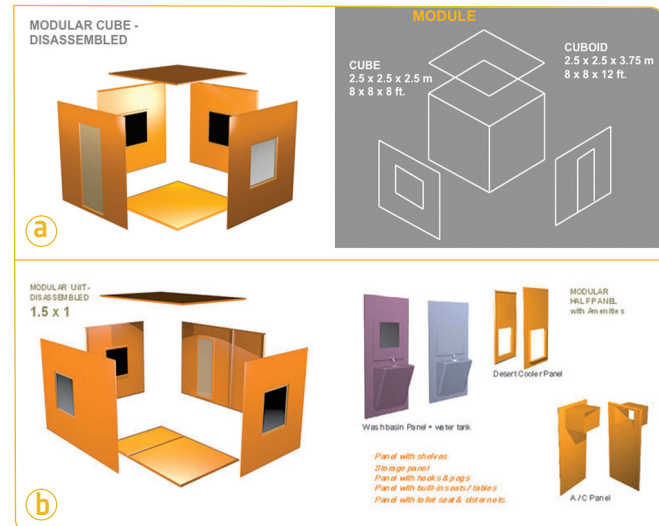 MODULAR CUBE -
DISASSEMBLED
MODULE
CUBE
2.5 x 2.5 x 2.5 m
8 x 8 x 8 ft.
CUBOID
2.5 x 2.5 x 3.75 m
8 x 8 x 12 ft.
a
MODULAR UNIT-
DISASSEMBLED
1.5 x 1
MODULAR
HALF PANEL
with Amenities
Desert Cooler Panel
Washbasin Panel + water tank
Panel with shelves
Storage panel
Panel with hooks & pegs
Panel with built-in seats / tables
Panel with toilet seat & cistern etc.
A / C Panel
b